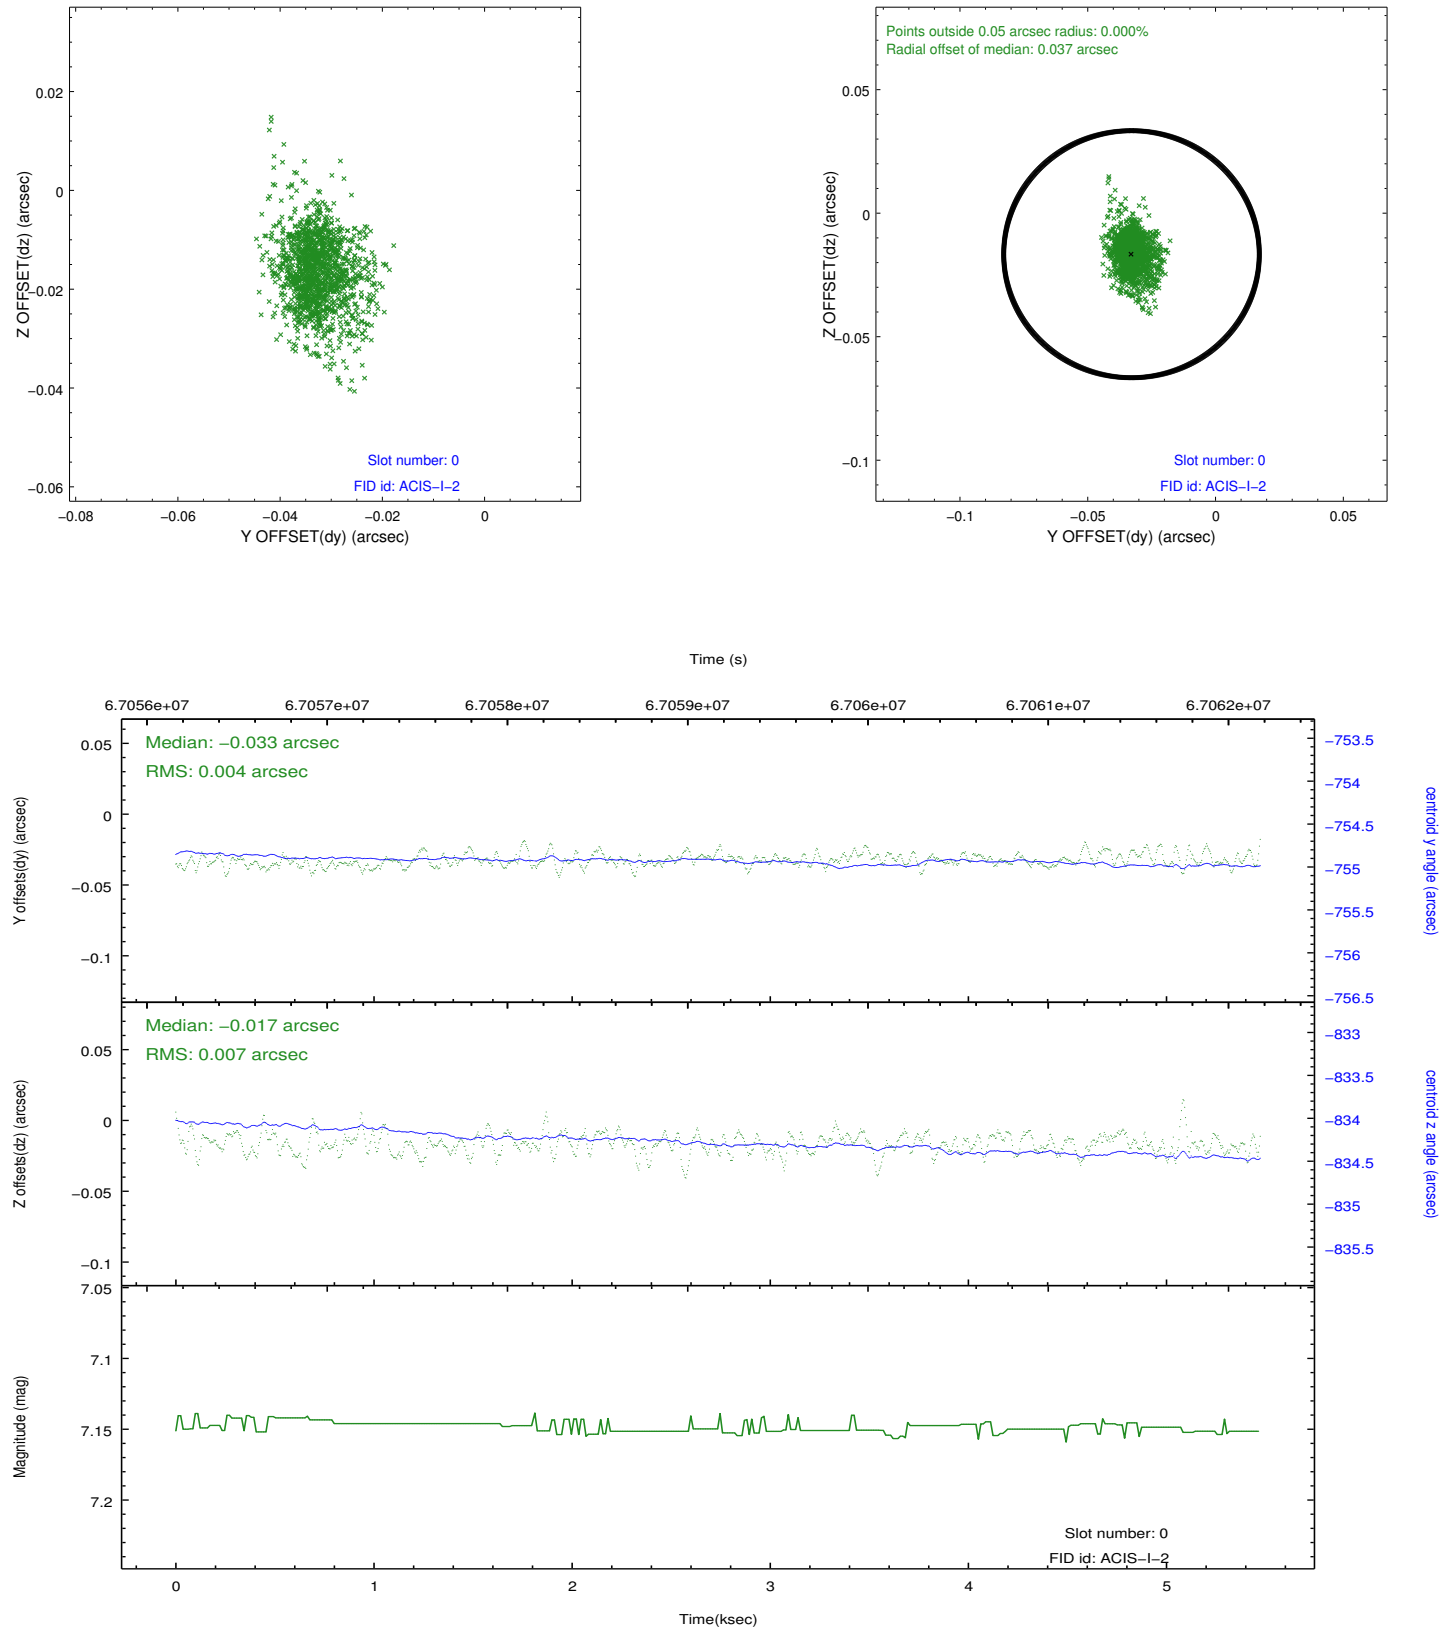 0.02
0
−0.02
−0.04
−0.06
Z OFFSET(dz) (arcsec)
Slot number: 0
FID id: ACIS−I−2
−0.08
−0.06
−0.04
−0.02
0
Y OFFSET(dy) (arcsec)
Points outside 0.05 arcsec radius: 0.000%
Radial offset of median: 0.037 arcsec
0.05
0
−0.05
−0.1
Z OFFSET(dz) (arcsec)
Slot number: 0
FID id: ACIS−I−2
−0.1
−0.05
0
0.05
Y OFFSET(dy) (arcsec)
Time (s)
6.7056e+07
6.7057e+07
6.7058e+07
6.7059e+07
6.706e+07
6.7061e+07
6.7062e+07
Median: −0.033 arcsec
RMS: 0.004 arcsec
0.05
0
−0.05
−0.1
Y offsets(dy) (arcsec)
−753.5
−754
−754.5
−755
−755.5
−756
−756.5
centroid y angle (arcsec)
Median: −0.017 arcsec
RMS: 0.007 arcsec
0.05
0
−0.05
−0.1
Z offsets(dz) (arcsec)
−833
−833.5
−834
−834.5
−835
−835.5
centroid z angle (arcsec)
7.05
7.1
7.15
7.2
Magnitude (mag)
Slot number: 0
FID id: ACIS−I−2
0
1
2
3
4
5
Time(ksec)